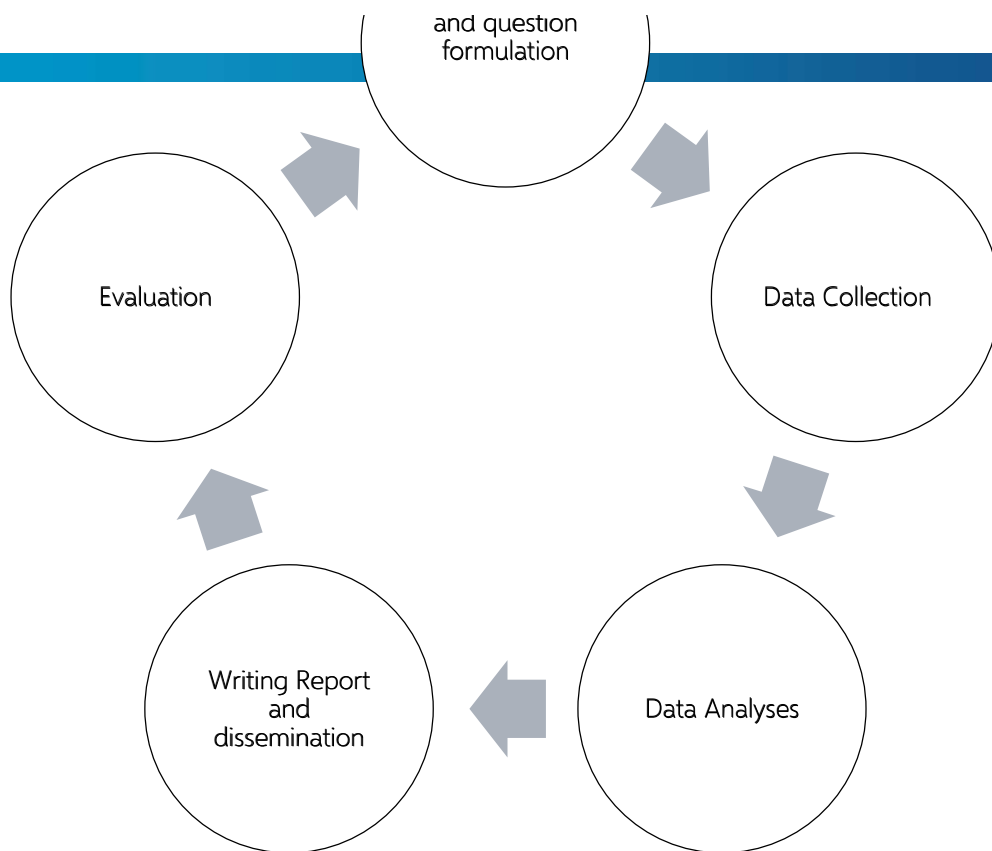 and question
formulation
Data Collection
Data Analyses
Writing Report
and
dissemination
Evaluation